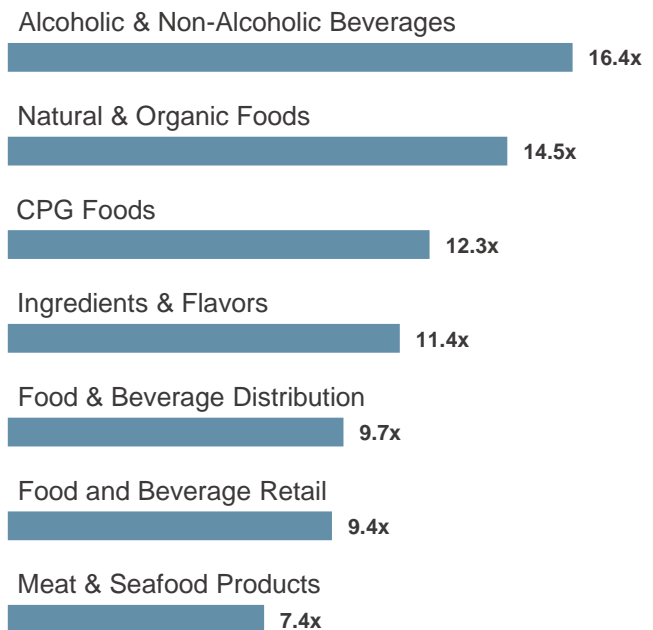 Alcoholic & Non-Alcoholic Beverages
16.4x
Natural & Organic Foods
14.5x
CPG Foods
12.3x
Ingredients & Flavors
11.4x
Food & Beverage Distribution
9.7x
Food and Beverage Retail
9.4x
Meat & Seafood Products
7.4x